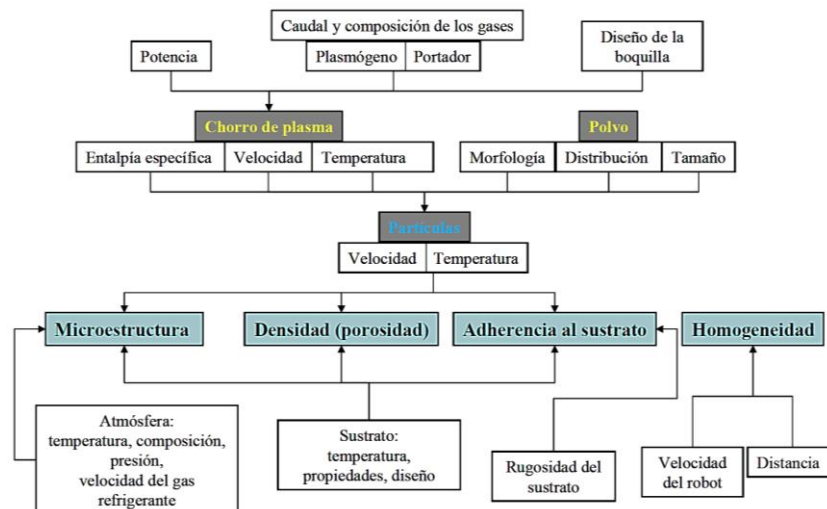 Caudal y composición de los gases
Potencia
Plasmógeno
Portador
Diseño de la
boquilla
Chorro de plasma
Polvo
Entalpía específica
Velocidad
Temperatura
Morfología
Distribución
Tamaño
Partículas
Velocidad
Temperatura
Microestructura
Densidad (porosidad)
Adherencia al sustrato
Homogeneidad
Atmósfera:
temperatura, composición,
presión,
velocidad del gas
refrigerante
Sustrato:
temperatura,
propiedades, diseño
Rugosidad del
sustrato
Velocidad
del robot
Distancia